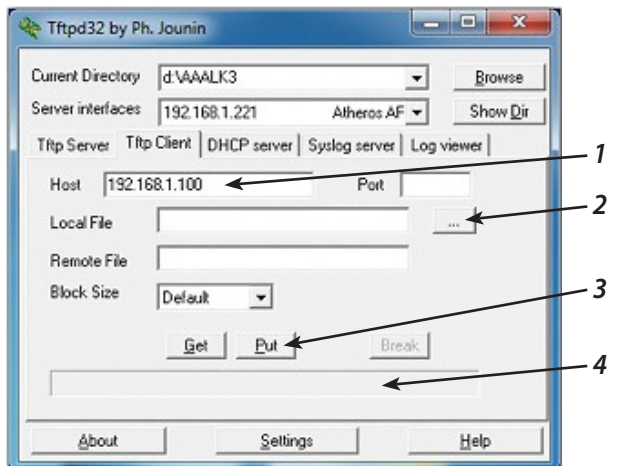 Tftpd32 by Ph. Jounin
Current Directory d:\AAALK3 Browse
Server interfaces 192.168.1.221 Atheros AF Show Dir
Tftp Server Tftp Client DHCP server Syslog server Log viewer
1
Host 192.168.1.100 Port
2
Local File ...
Remote File
Block Size Default
3
Get Put Break
4
About Settings Help